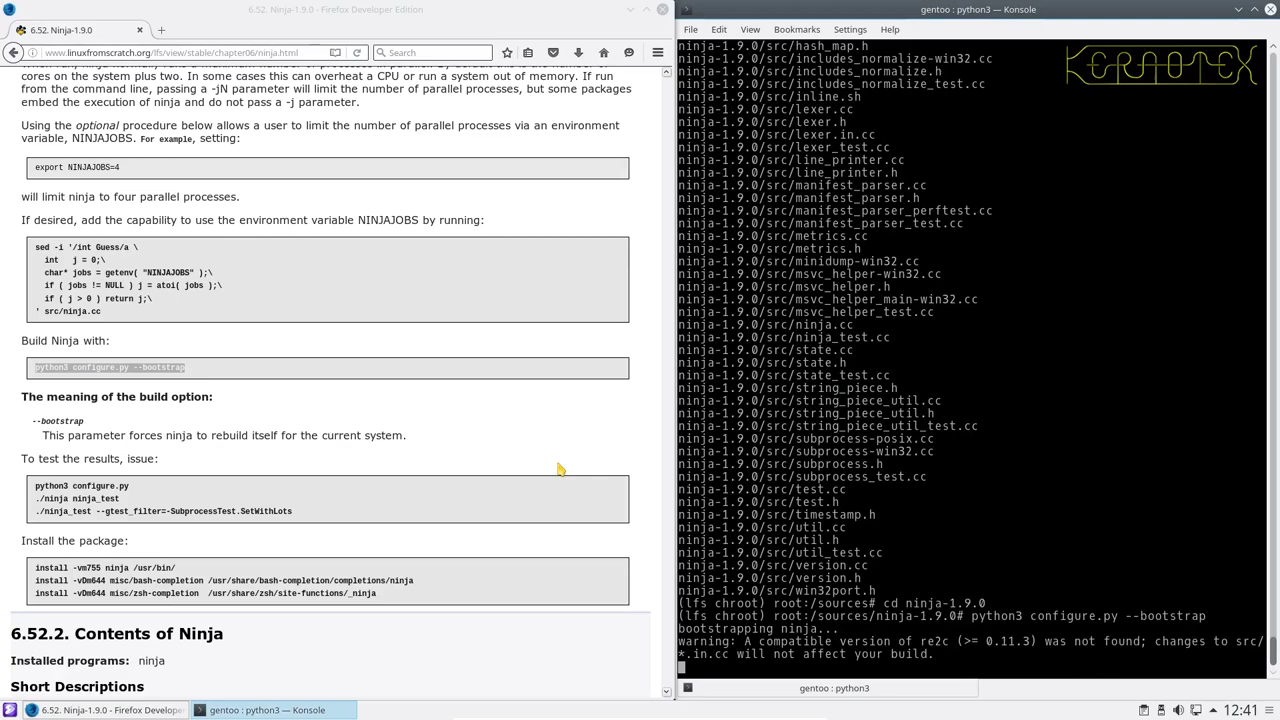 6.52. Ninja-1.9.0 - Firefox Developer Edition
6.52. Ninja-1.9.0
www.linuxfromscratch.org/lfs/view/stable/chapter06/ninja.html
Search
cores on the system plus two. In some cases this can overheat a CPU or run a system out of memory. If run
from the command line, passing a -jN parameter will limit the number of parallel processes, but some packages
embed the execution of ninja and do not pass a -j parameter.
Using the optional procedure below allows a user to limit the number of parallel processes via an environment
variable, NINJAJOBS. For example, setting:
export NINJAJOBS=4
will limit ninja to four parallel processes.
If desired, add the capability to use the environment variable NINJAJOBS by running:
sed -i '/int Guess/a \
int   j = 0;\
char* jobs = getenv( "NINJAJOBS" );\
if ( jobs != NULL ) j = atoi( jobs );\
if ( j > 0 ) return j;\
' src/ninja.cc
Build Ninja with:
python3 configure.py --bootstrap
The meaning of the build option:
--bootstrap
This parameter forces ninja to rebuild itself for the current system.
To test the results, issue:
python3 configure.py
./ninja ninja_test
./ninja_test --gtest_filter=-SubprocessTest.SetWithLots
Install the package:
install -vm755 ninja /usr/bin/
install -vDm644 misc/bash-completion /usr/share/bash-completion/completions/ninja
install -vDm644 misc/zsh-completion  /usr/share/zsh/site-functions/_ninja
6.52.2. Contents of Ninja
Installed programs: ninja
Short Descriptions
gentoo : python3 — Konsole
File Edit View Bookmarks Settings Help
KERNOTEX
ninja-1.9.0/src/hash_map.h
ninja-1.9.0/src/includes_normalize-win32.cc
ninja-1.9.0/src/includes_normalize.h
ninja-1.9.0/src/includes_normalize_test.cc
ninja-1.9.0/src/inline.sh
ninja-1.9.0/src/lexer.cc
ninja-1.9.0/src/lexer.h
ninja-1.9.0/src/lexer.in.cc
ninja-1.9.0/src/lexer_test.cc
ninja-1.9.0/src/line_printer.cc
ninja-1.9.0/src/line_printer.h
ninja-1.9.0/src/manifest_parser.cc
ninja-1.9.0/src/manifest_parser.h
ninja-1.9.0/src/manifest_parser_perftest.cc
ninja-1.9.0/src/manifest_parser_test.cc
ninja-1.9.0/src/metrics.cc
ninja-1.9.0/src/metrics.h
ninja-1.9.0/src/minidump-win32.cc
ninja-1.9.0/src/msvc_helper-win32.cc
ninja-1.9.0/src/msvc_helper.h
ninja-1.9.0/src/msvc_helper_main-win32.cc
ninja-1.9.0/src/msvc_helper_test.cc
ninja-1.9.0/src/ninja.cc
ninja-1.9.0/src/ninja_test.cc
ninja-1.9.0/src/state.cc
ninja-1.9.0/src/state.h
ninja-1.9.0/src/state_test.cc
ninja-1.9.0/src/string_piece.h
ninja-1.9.0/src/string_piece_util.cc
ninja-1.9.0/src/string_piece_util.h
ninja-1.9.0/src/string_piece_util_test.cc
ninja-1.9.0/src/subprocess-posix.cc
ninja-1.9.0/src/subprocess-win32.cc
ninja-1.9.0/src/subprocess.h
ninja-1.9.0/src/subprocess_test.cc
ninja-1.9.0/src/test.cc
ninja-1.9.0/src/test.h
ninja-1.9.0/src/timestamp.h
ninja-1.9.0/src/util.cc
ninja-1.9.0/src/util.h
ninja-1.9.0/src/util_test.cc
ninja-1.9.0/src/version.cc
ninja-1.9.0/src/version.h
ninja-1.9.0/src/win32port.h
(lfs chroot) root:/sources# cd ninja-1.9.0
(lfs chroot) root:/sources/ninja-1.9.0# python3 configure.py --bootstrap
bootstrapping ninja...
warning: A compatible version of re2c (>= 0.11.3) was not found; changes to src/
*.in.cc will not affect your build.
gentoo : python3
6.52. Ninja-1.9.0 - Firefox Develope
gentoo : python3 — Konsole
12:41